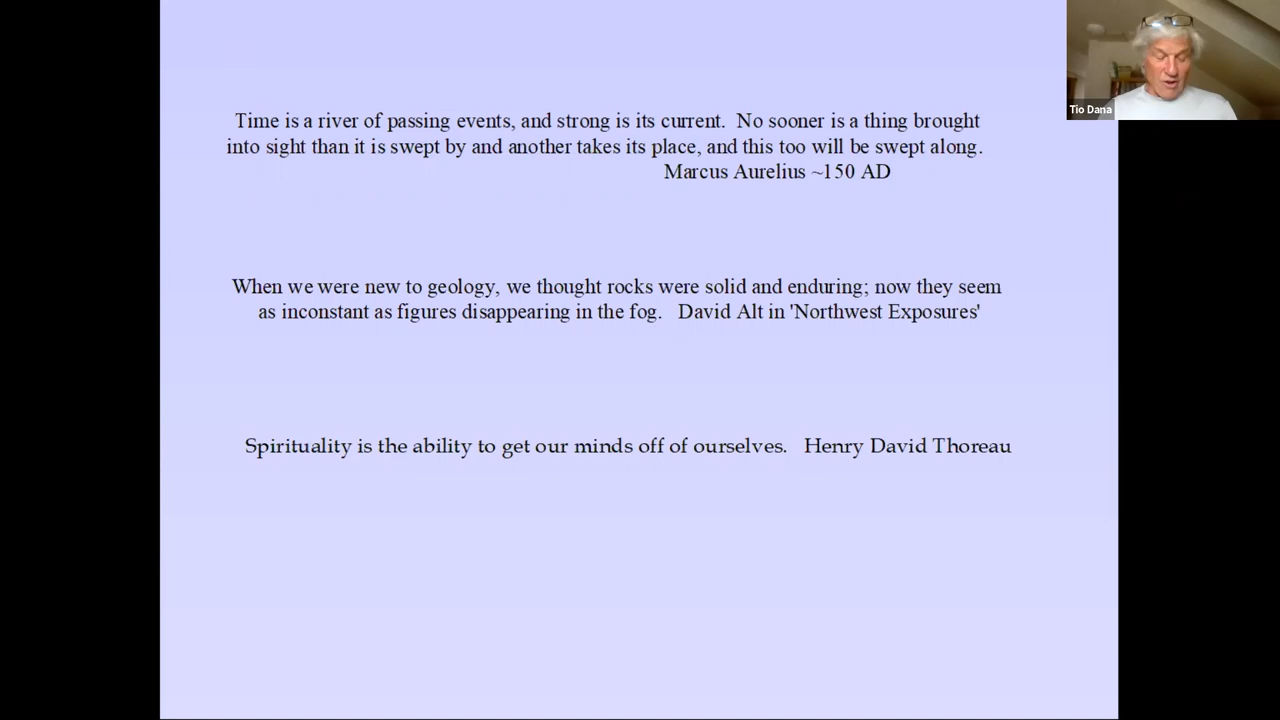 Time is a river of passing events, and strong is its current. No sooner is a thing brought
into sight than it is swept by and another takes its place, and this too will be swept along.
Marcus Aurelius ~150 AD
When we were new to geology, we thought rocks were solid and enduring; now they seem
as inconstant as figures disappearing in the fog. David Alt in 'Northwest Exposures'
Spirituality is the ability to get our minds off of ourselves. Henry David Thoreau
Tio Dana